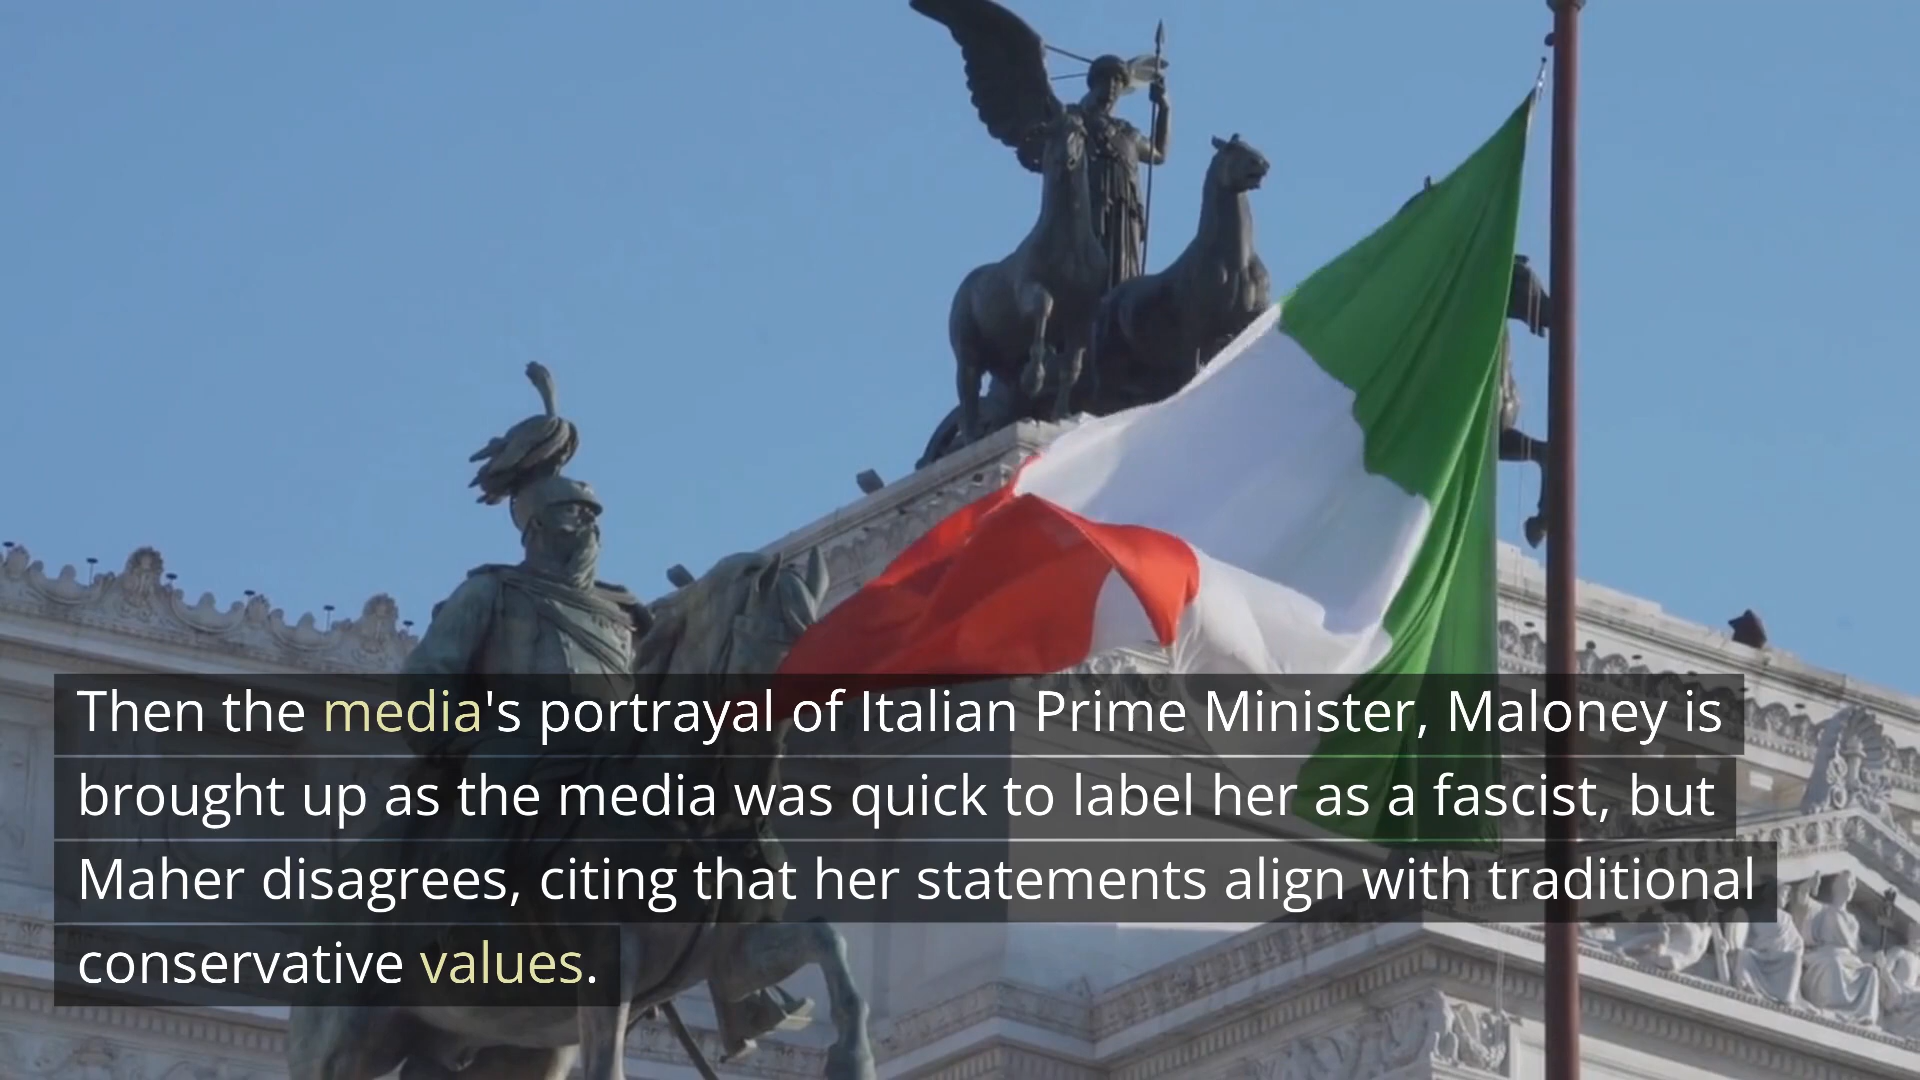 Then the media's portrayal of Italian Prime Minister, Maloney is
brought up as the media was quick to label her as a fascist, but
Maher disagrees, citing that her statements align with traditional
conservative values.